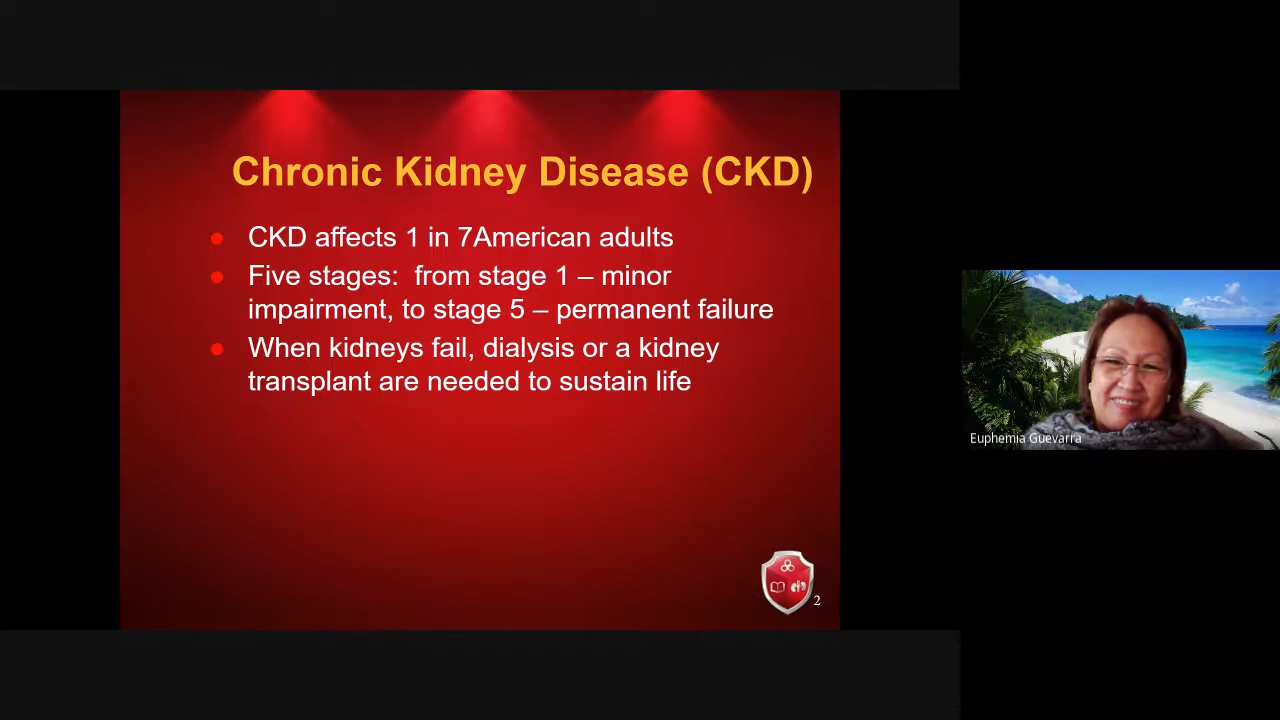 Chronic Kidney Disease (CKD)
CKD affects 1 in 7American adults
Five stages:  from stage 1 – minor
impairment, to stage 5 – permanent failure
When kidneys fail, dialysis or a kidney
transplant are needed to sustain life
2
Euphemia Guevarra